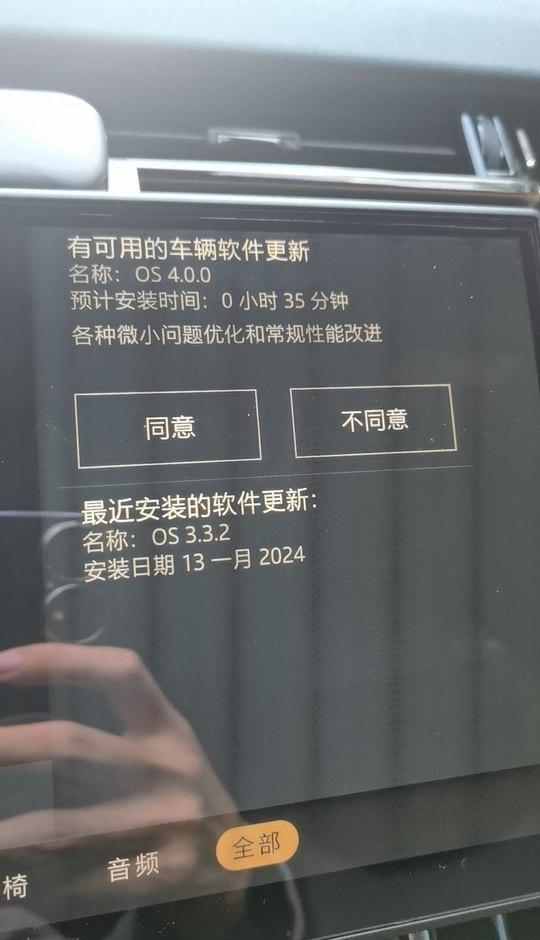 有可用的车辆软件更新
名称：OS 4.0.0
预计安装时间：0 小时 35 分钟
各种微小问题优化和常规性能改进
同意
不同意
最近安装的软件更新：
名称：OS 3.3.2
安装日期 13 一月 2024
椅
音频
全部